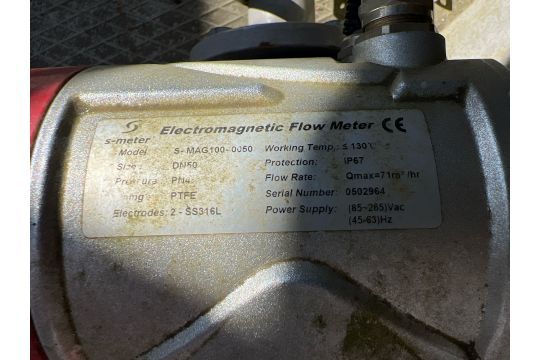 Electromagnetic Flow Meter CE
s-meter
Model S-MAG100-0050 Working Temp,: ≤ 130
Size DN50 Protection: IP67
PN4 Flow Rate: Qmax=71m³/hr
PTFE Serial Number: 0502964
Electrodes: 2 - SS316L Power Supply: (85~265)Vac
(45-63)Hz